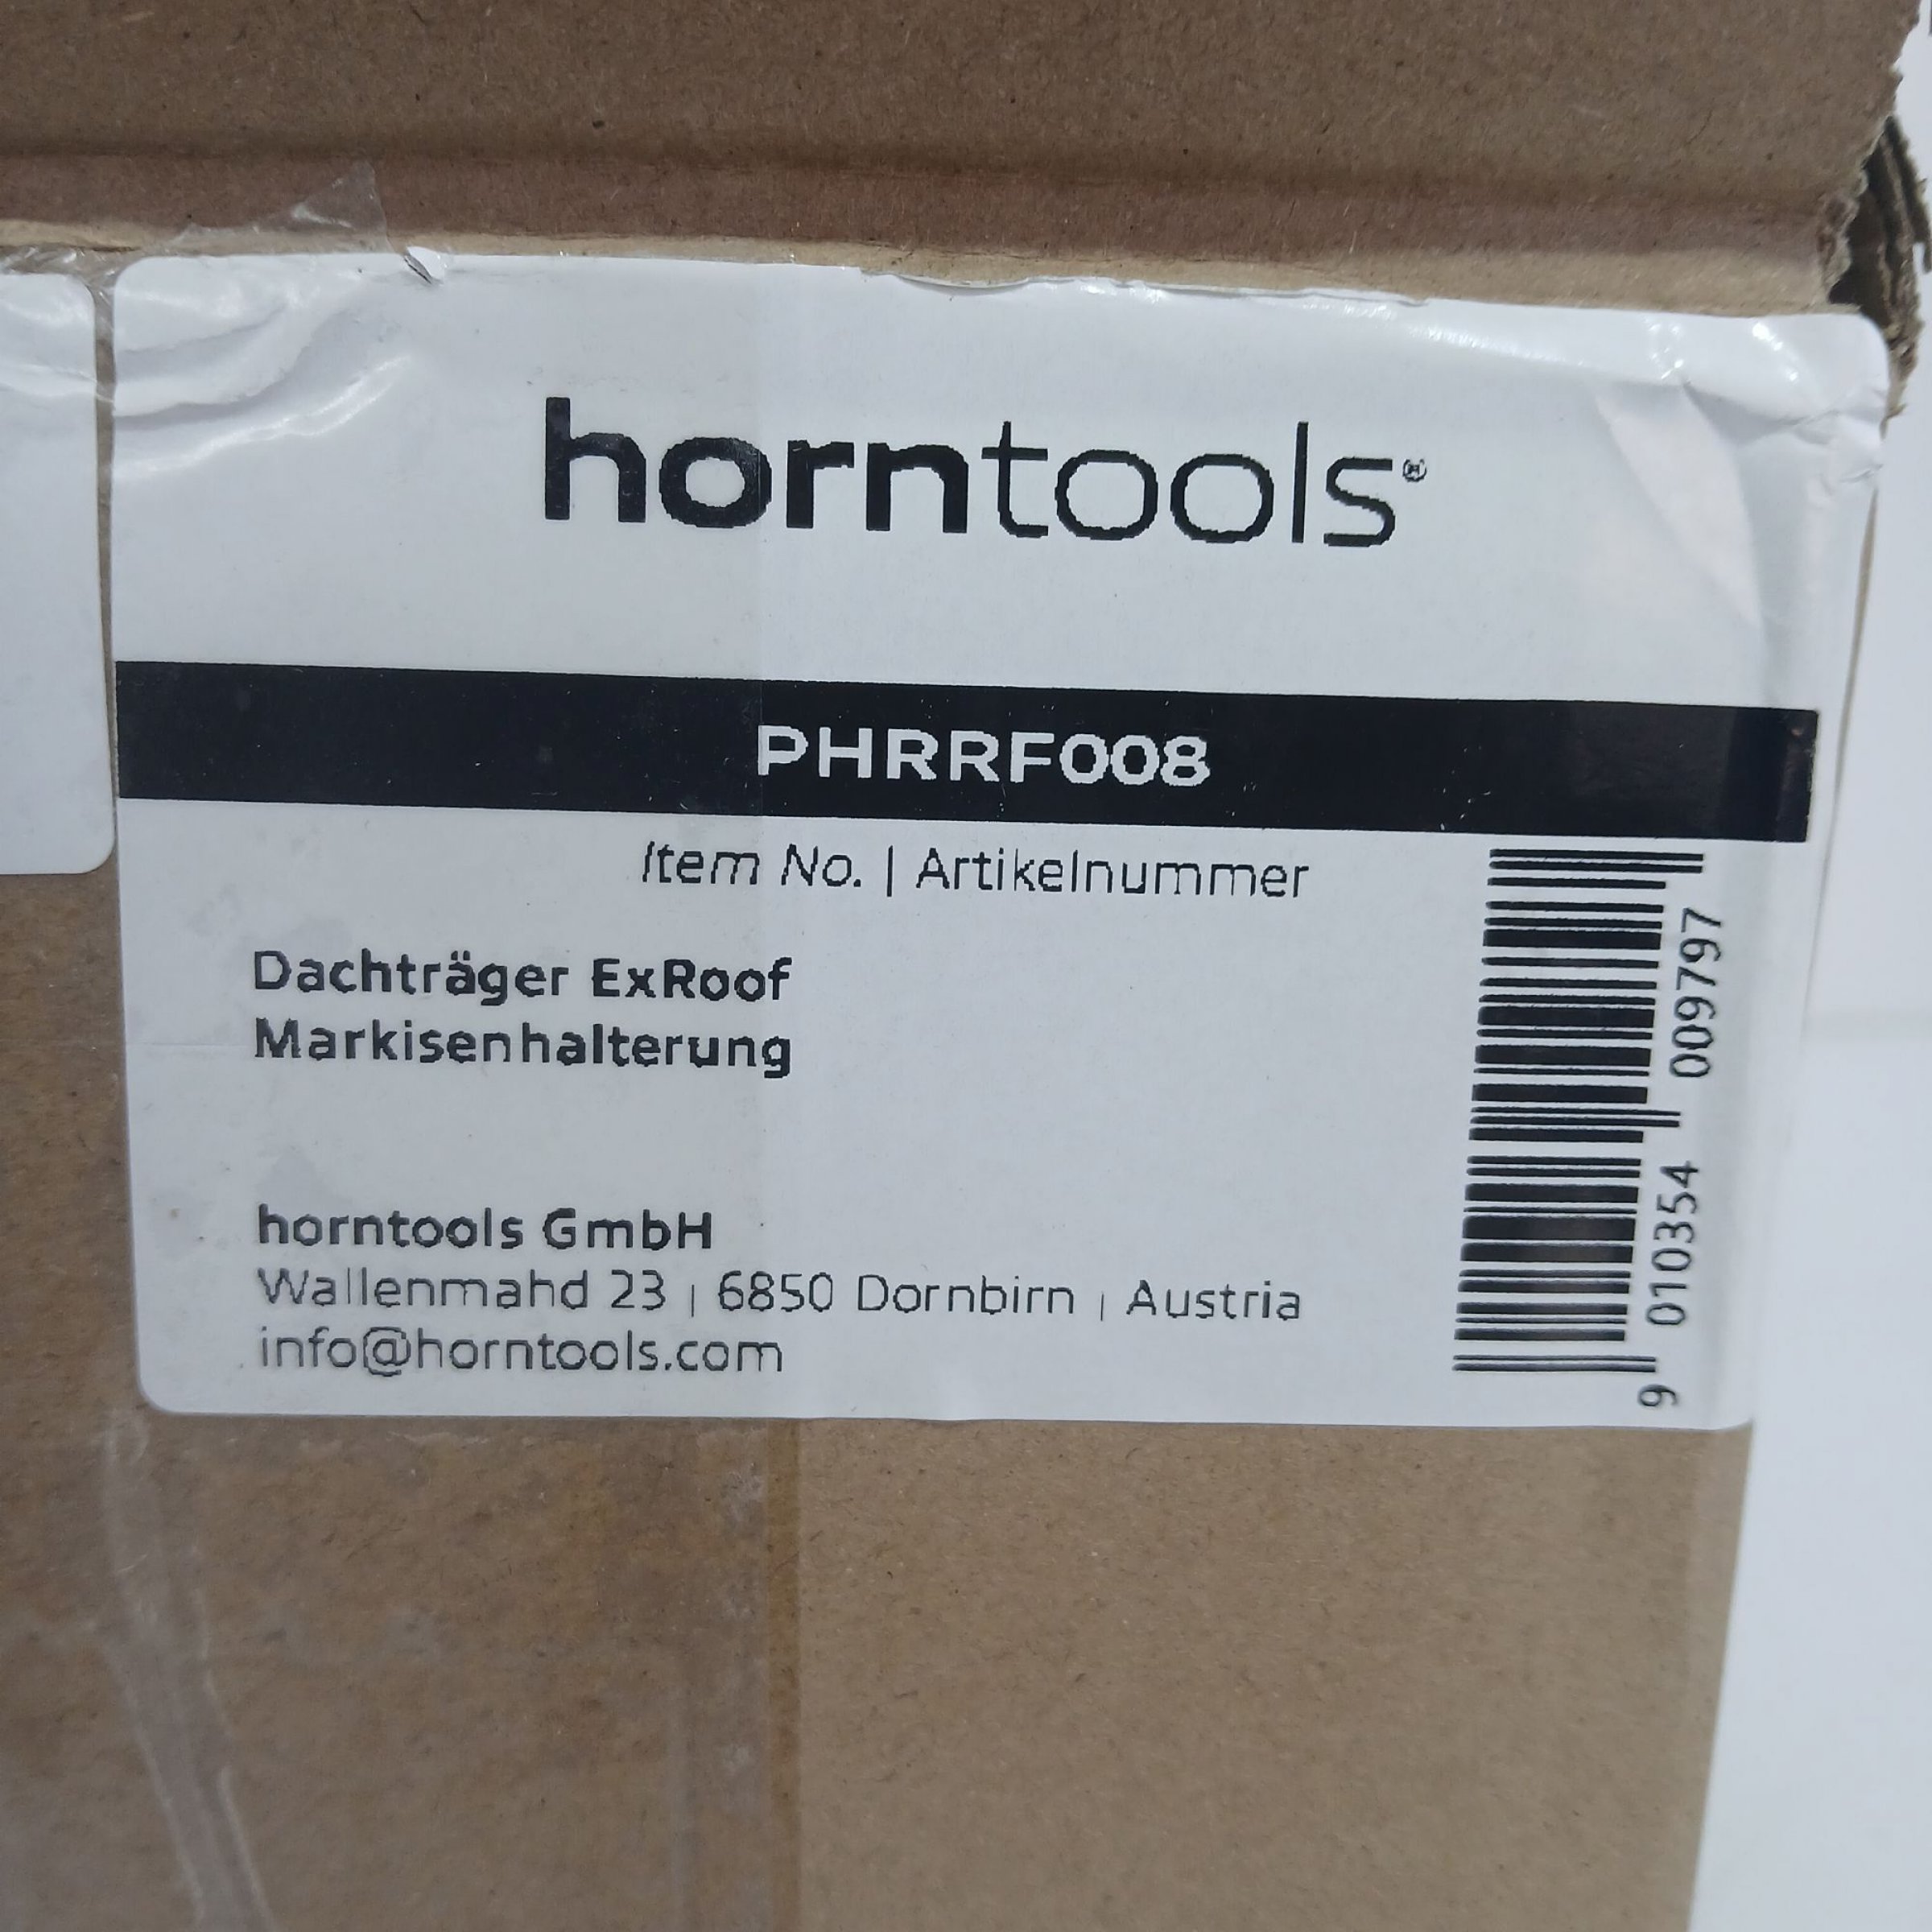 horntools®
PHRRF008
Item No. | Artikelnummer
Dachträger ExRoof
Markisenhalterung
horntools GmbH
Wallenmahd 23 | 6850 Dornbirn | Austria
info@horntools.com
9 010354 009797